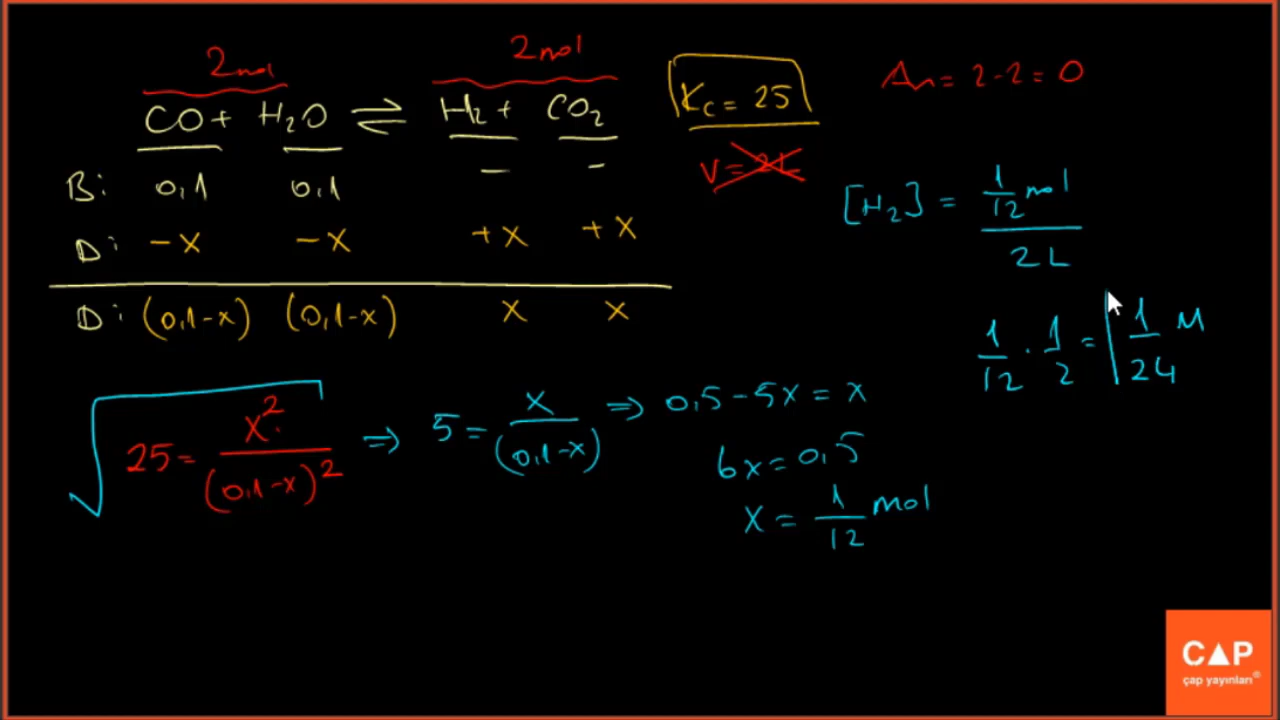 2mol 2mol
CO + H₂O ⇌ H₂ + CO₂
B: 0,1 0,1 - -
D: -x -x +x +x
D: (0,1-x) (0,1-x) x x
Kc = 25
V = 2L
Δn = 2-2 = 0
[H₂] = 1/12 mol / 2L
1/12 · 1/2 = 1/24 M
√25 = x²/(0,1-x)² ⇒ 5 = x/(0,1-x) ⇒ 0,5-5x = x
6x = 0,5
x = 1/12 mol
ÇAP
çap yayınları®